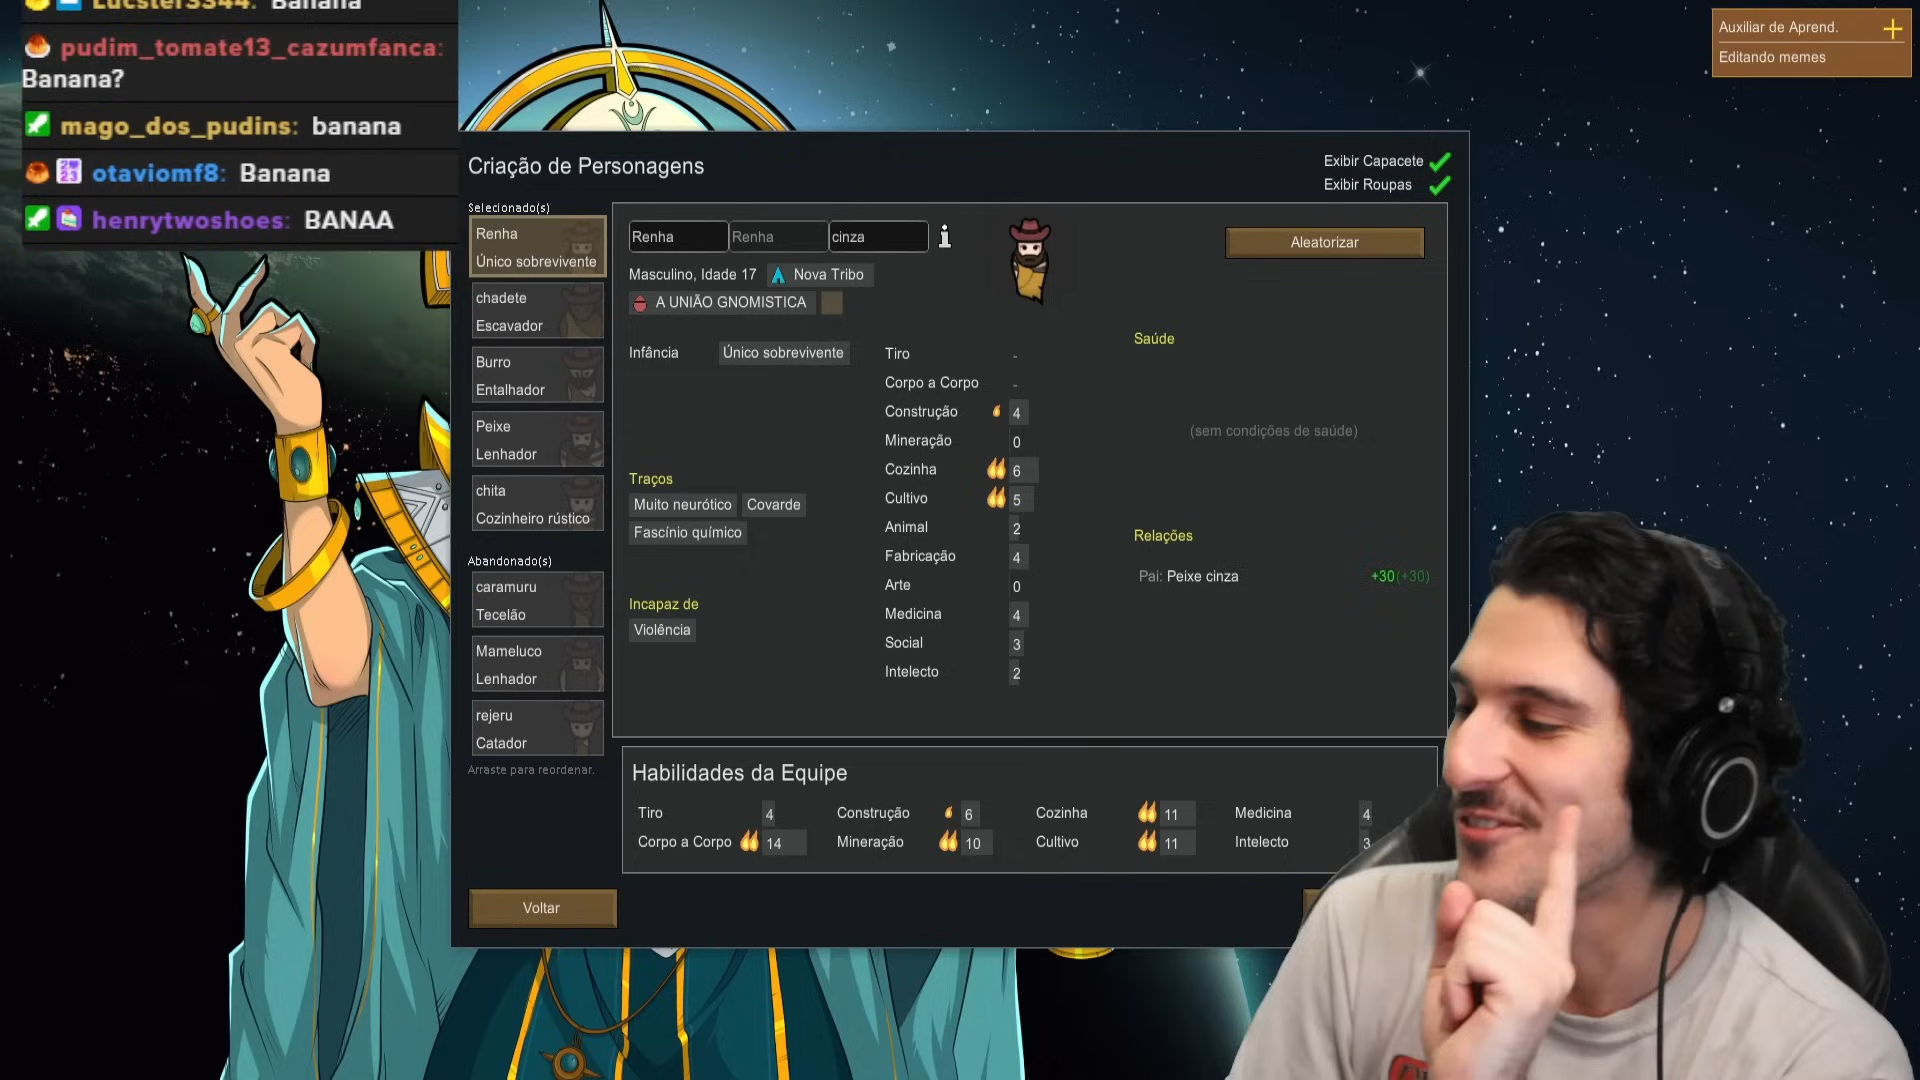 Lucster3344: Banana
pudim_tomate13_cazumfanca:
Banana?
mago_dos_pudins: banana
otaviomf8: Banana
henrytwoshoes: BANAA
Auxiliar de Aprend.
Editando memes
Criação de Personagens
Exibir Capacete
Exibir Roupas
Selecionado(s)
Renha
Único sobrevivente
chadete
Escavador
Burro
Entalhador
Peixe
Lenhador
chita
Cozinheiro rústico
Abandonado(s)
caramuru
Tecelão
Mameluco
Lenhador
rejeru
Catador
Arraste para reordenar.
Renha Renha cinza
Aleatorizar
Masculino, Idade 17 Nova Tribo
A UNIÃO GNOMISTICA
Infância Único sobrevivente
Traços
Muito neurótico Covarde
Fascínio químico
Incapaz de
Violência
Tiro -
Corpo a Corpo -
Construção 4
Mineração 0
Cozinha 6
Cultivo 5
Animal 2
Fabricação 4
Arte 0
Medicina 4
Social 3
Intelecto 2
Saúde
(sem condições de saúde)
Relações
Pai: Peixe cinza +30(+30)
Habilidades da Equipe
Tiro 4 Construção 6 Cozinha 11 Medicina 4
Corpo a Corpo 14 Mineração 10 Cultivo 11 Intelecto 3
Voltar